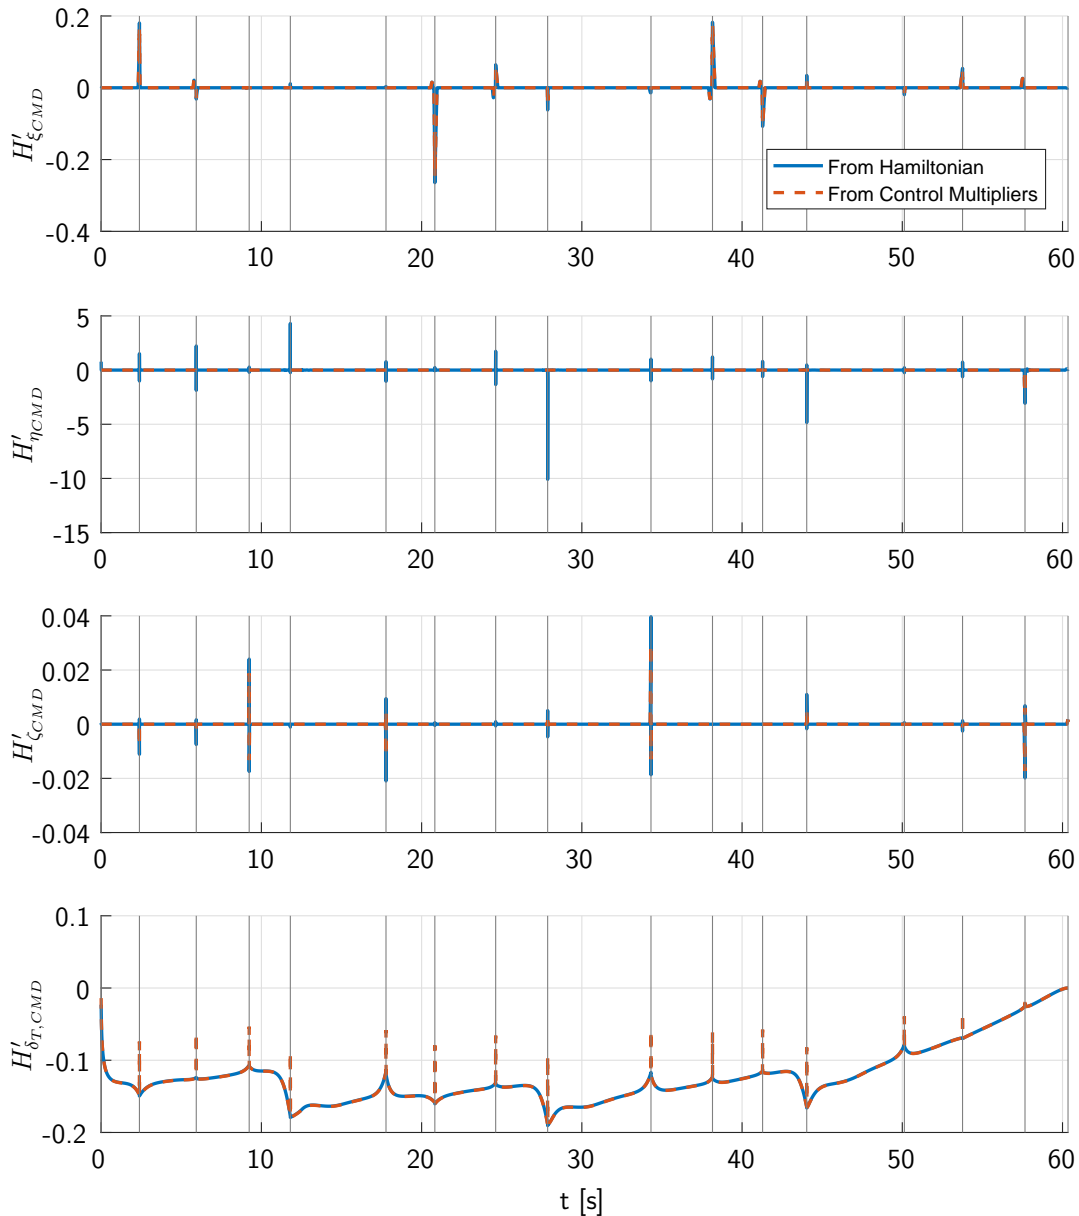 0.2
0
-0.2
-0.4
H′ξCMD
From Hamiltonian
From Control Multipliers
0 10 20 30 40 50 60
5
0
-5
-10
-15
H′ηCMD
0 10 20 30 40 50 60
0.04
0.02
0
-0.02
-0.04
H′ζCMD
0 10 20 30 40 50 60
0.1
0
-0.1
-0.2
H′δT,CMD
0 10 20 30 40 50 60
t [s]